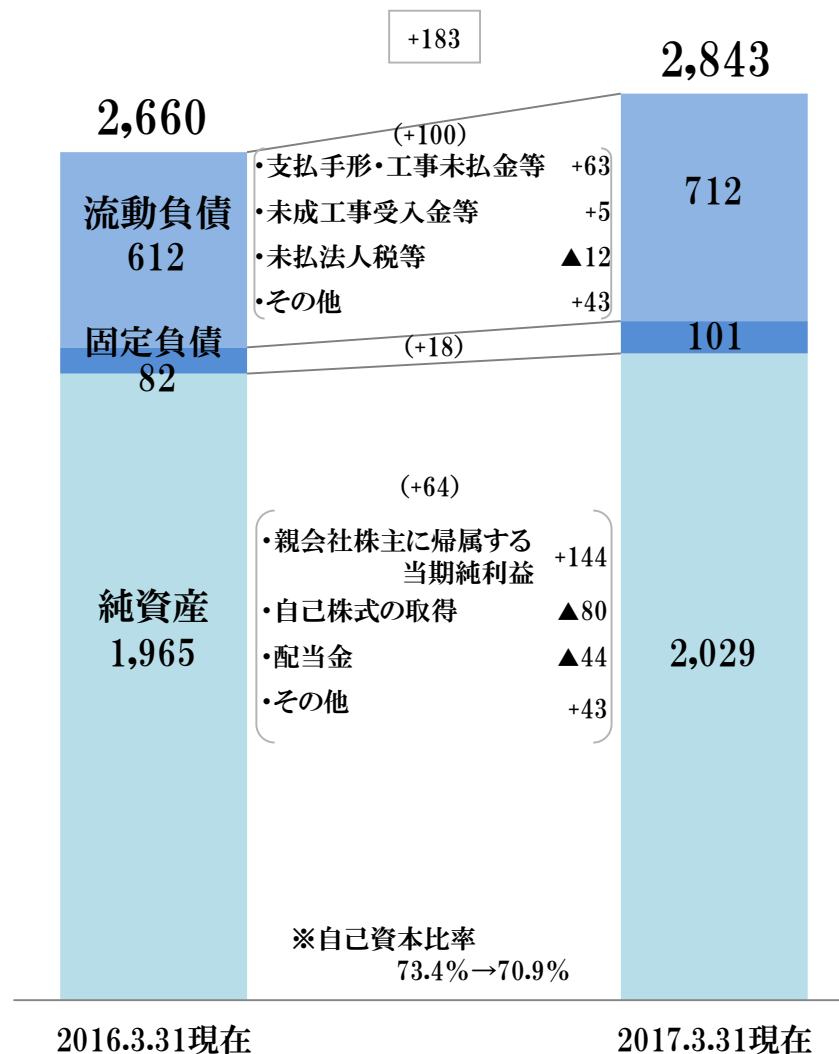 +183
2,660
2,843
(+100)
・支払手形・工事未払金等 +63
・未成工事受入金等 +5
・未払法人税等 ▲12
・その他 +43
流動負債
612
712
固定負債
82
(+18)
101
(+64)
・親会社株主に帰属する
当期純利益 +144
・自己株式の取得 ▲80
・配当金 ▲44
・その他 +43
純資産
1,965
2,029
※自己資本比率
73.4%→70.9%
2016.3.31現在
2017.3.31現在